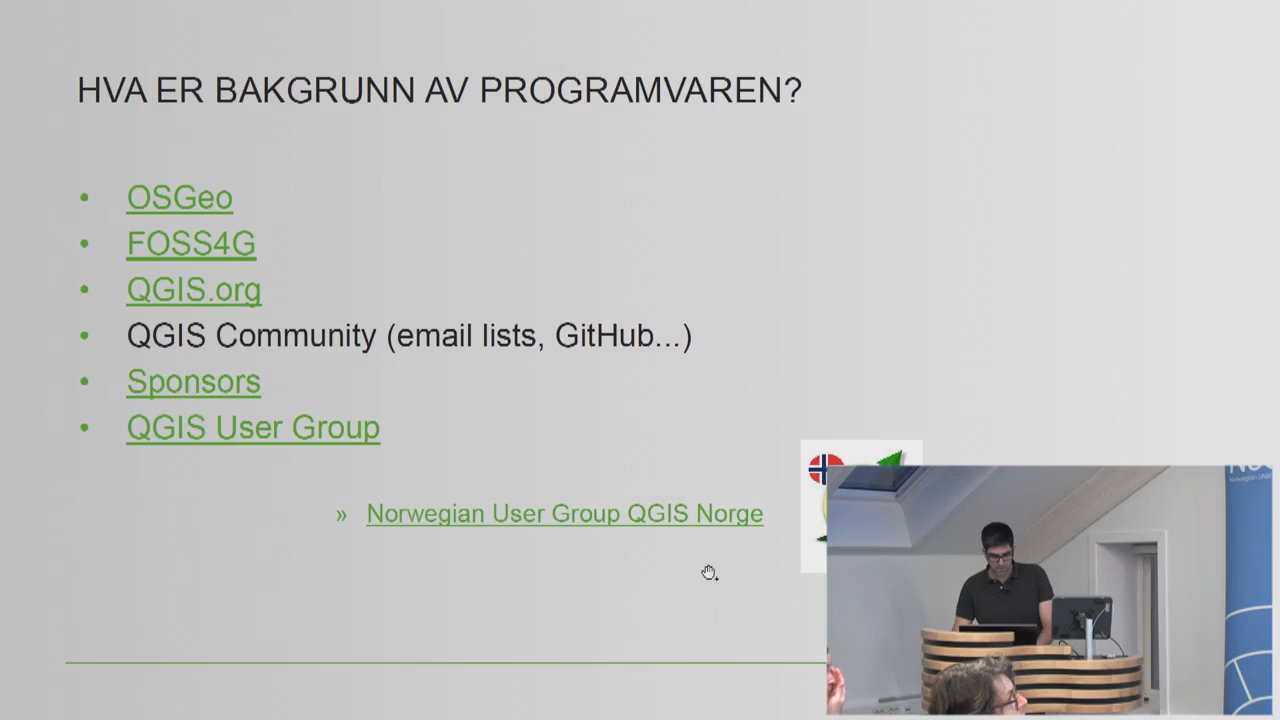 HVA ER BAKGRUNN AV PROGRAMVAREN?
• OSGeo
• FOSS4G
• QGIS.org
• QGIS Community (email lists, GitHub...)
• Sponsors
• QGIS User Group
» Norwegian User Group QGIS Norge
Norwegian